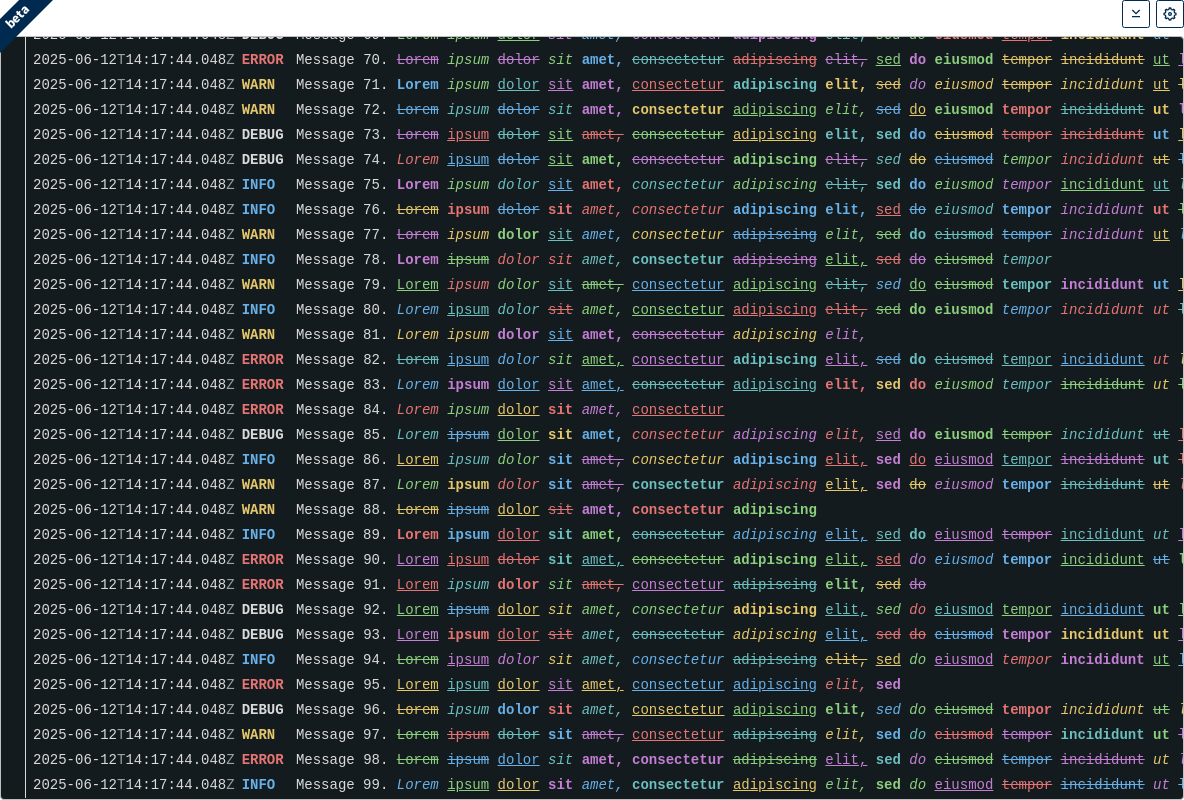 beta
2025-06-12T14:17:44.048Z ERROR Message 70. Lorem ipsum dolor sit amet, consectetur adipiscing elit, sed do eiusmod tempor incididunt ut
2025-06-12T14:17:44.048Z WARN Message 71. Lorem ipsum dolor sit amet, consectetur adipiscing elit, sed do eiusmod tempor incididunt ut
2025-06-12T14:17:44.048Z WARN Message 72. Lorem ipsum dolor sit amet, consectetur adipiscing elit, sed do eiusmod tempor incididunt ut
2025-06-12T14:17:44.048Z DEBUG Message 73. Lorem ipsum dolor sit amet, consectetur adipiscing elit, sed do eiusmod tempor incididunt ut
2025-06-12T14:17:44.048Z DEBUG Message 74. Lorem ipsum dolor sit amet, consectetur adipiscing elit, sed do eiusmod tempor incididunt ut
2025-06-12T14:17:44.048Z INFO Message 75. Lorem ipsum dolor sit amet, consectetur adipiscing elit, sed do eiusmod tempor incididunt ut
2025-06-12T14:17:44.048Z INFO Message 76. Lorem ipsum dolor sit amet, consectetur adipiscing elit, sed do eiusmod tempor incididunt ut
2025-06-12T14:17:44.048Z WARN Message 77. Lorem ipsum dolor sit amet, consectetur adipiscing elit, sed do eiusmod tempor incididunt ut
2025-06-12T14:17:44.048Z INFO Message 78. Lorem ipsum dolor sit amet, consectetur adipiscing elit, sed do eiusmod tempor
2025-06-12T14:17:44.048Z WARN Message 79. Lorem ipsum dolor sit amet, consectetur adipiscing elit, sed do eiusmod tempor incididunt ut
2025-06-12T14:17:44.048Z INFO Message 80. Lorem ipsum dolor sit amet, consectetur adipiscing elit, sed do eiusmod tempor incididunt ut
2025-06-12T14:17:44.048Z WARN Message 81. Lorem ipsum dolor sit amet, consectetur adipiscing elit,
2025-06-12T14:17:44.048Z ERROR Message 82. Lorem ipsum dolor sit amet, consectetur adipiscing elit, sed do eiusmod tempor incididunt ut
2025-06-12T14:17:44.048Z ERROR Message 83. Lorem ipsum dolor sit amet, consectetur adipiscing elit, sed do eiusmod tempor incididunt ut
2025-06-12T14:17:44.048Z ERROR Message 84. Lorem ipsum dolor sit amet, consectetur
2025-06-12T14:17:44.048Z DEBUG Message 85. Lorem ipsum dolor sit amet, consectetur adipiscing elit, sed do eiusmod tempor incididunt ut
2025-06-12T14:17:44.048Z INFO Message 86. Lorem ipsum dolor sit amet, consectetur adipiscing elit, sed do eiusmod tempor incididunt ut
2025-06-12T14:17:44.048Z WARN Message 87. Lorem ipsum dolor sit amet, consectetur adipiscing elit, sed do eiusmod tempor incididunt ut
2025-06-12T14:17:44.048Z WARN Message 88. Lorem ipsum dolor sit amet, consectetur adipiscing
2025-06-12T14:17:44.048Z INFO Message 89. Lorem ipsum dolor sit amet, consectetur adipiscing elit, sed do eiusmod tempor incididunt ut
2025-06-12T14:17:44.048Z ERROR Message 90. Lorem ipsum dolor sit amet, consectetur adipiscing elit, sed do eiusmod tempor incididunt ut
2025-06-12T14:17:44.048Z ERROR Message 91. Lorem ipsum dolor sit amet, consectetur adipiscing elit, sed do
2025-06-12T14:17:44.048Z DEBUG Message 92. Lorem ipsum dolor sit amet, consectetur adipiscing elit, sed do eiusmod tempor incididunt ut
2025-06-12T14:17:44.048Z DEBUG Message 93. Lorem ipsum dolor sit amet, consectetur adipiscing elit, sed do eiusmod tempor incididunt ut
2025-06-12T14:17:44.048Z INFO Message 94. Lorem ipsum dolor sit amet, consectetur adipiscing elit, sed do eiusmod tempor incididunt ut
2025-06-12T14:17:44.048Z ERROR Message 95. Lorem ipsum dolor sit amet, consectetur adipiscing elit, sed
2025-06-12T14:17:44.048Z DEBUG Message 96. Lorem ipsum dolor sit amet, consectetur adipiscing elit, sed do eiusmod tempor incididunt ut
2025-06-12T14:17:44.048Z WARN Message 97. Lorem ipsum dolor sit amet, consectetur adipiscing elit, sed do eiusmod tempor incididunt ut
2025-06-12T14:17:44.048Z ERROR Message 98. Lorem ipsum dolor sit amet, consectetur adipiscing elit, sed do eiusmod tempor incididunt ut
2025-06-12T14:17:44.048Z INFO Message 99. Lorem ipsum dolor sit amet, consectetur adipiscing elit, sed do eiusmod tempor incididunt ut